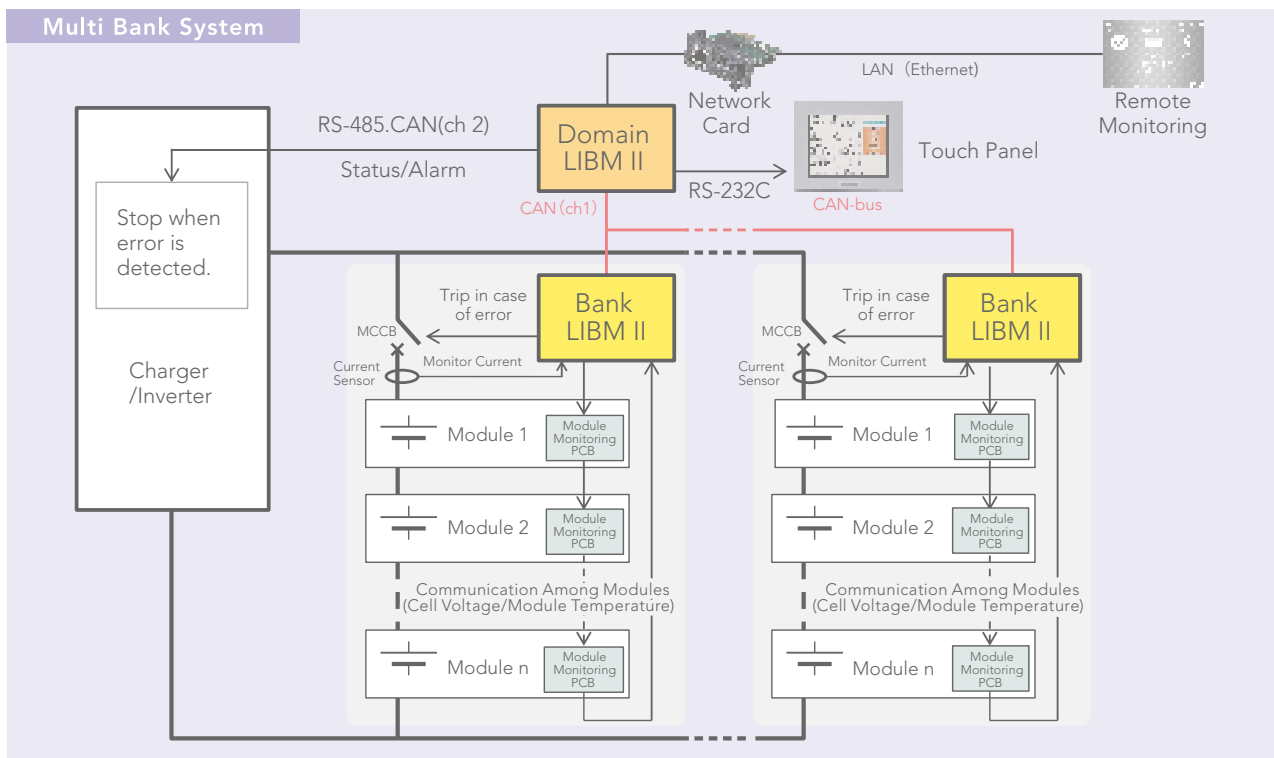 Multi Bank System
LAN (Ethernet)
Network
Card
Remote
Monitoring
RS-485.CAN(ch 2)
Status/Alarm
Domain
LIBM II
RS-232C
Touch Panel
CAN (ch1)
CAN-bus
Stop when
error is
detected.
Charger
/Inverter
Trip in case
of error
Bank
LIBM II
MCCB
Current
Sensor
Monitor Current
Module 1
Module
Monitoring
PCB
Module 2
Module
Monitoring
PCB
Communication Among Modules
(Cell Voltage/Module Temperature)
Module n
Module
Monitoring
PCB
Trip in case
of error
Bank
LIBM II
MCCB
Current
Sensor
Monitor Current
Module 1
Module
Monitoring
PCB
Module 2
Module
Monitoring
PCB
Communication Among Modules
(Cell Voltage/Module Temperature)
Module n
Module
Monitoring
PCB